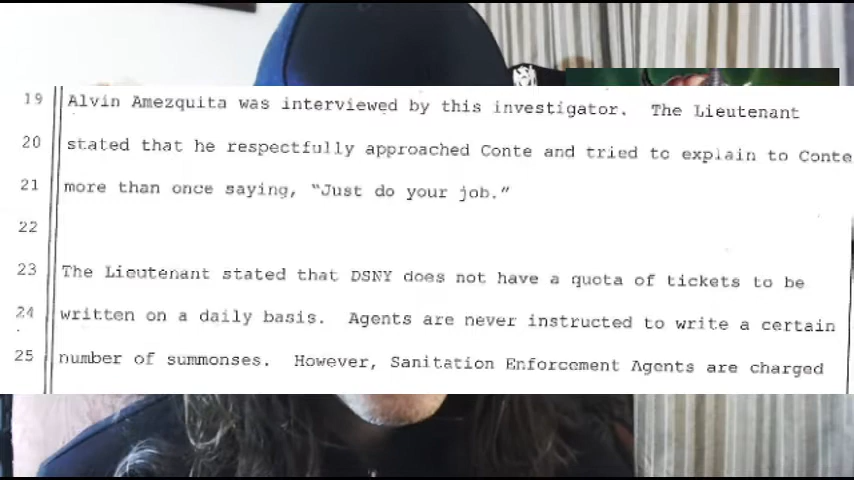 19 Alvin Amezquita was interviewed by this investigator. The Lieutenant
20 stated that he respectfully approached Conte and tried to explain to Conte
21 more than once saying, "Just do your job."
22
23 The Lieutenant stated that DSNY does not have a quota of tickets to be
24 written on a daily basis. Agents are never instructed to write a certain
25 number of summonses. However, Sanitation Enforcement Agents are charged